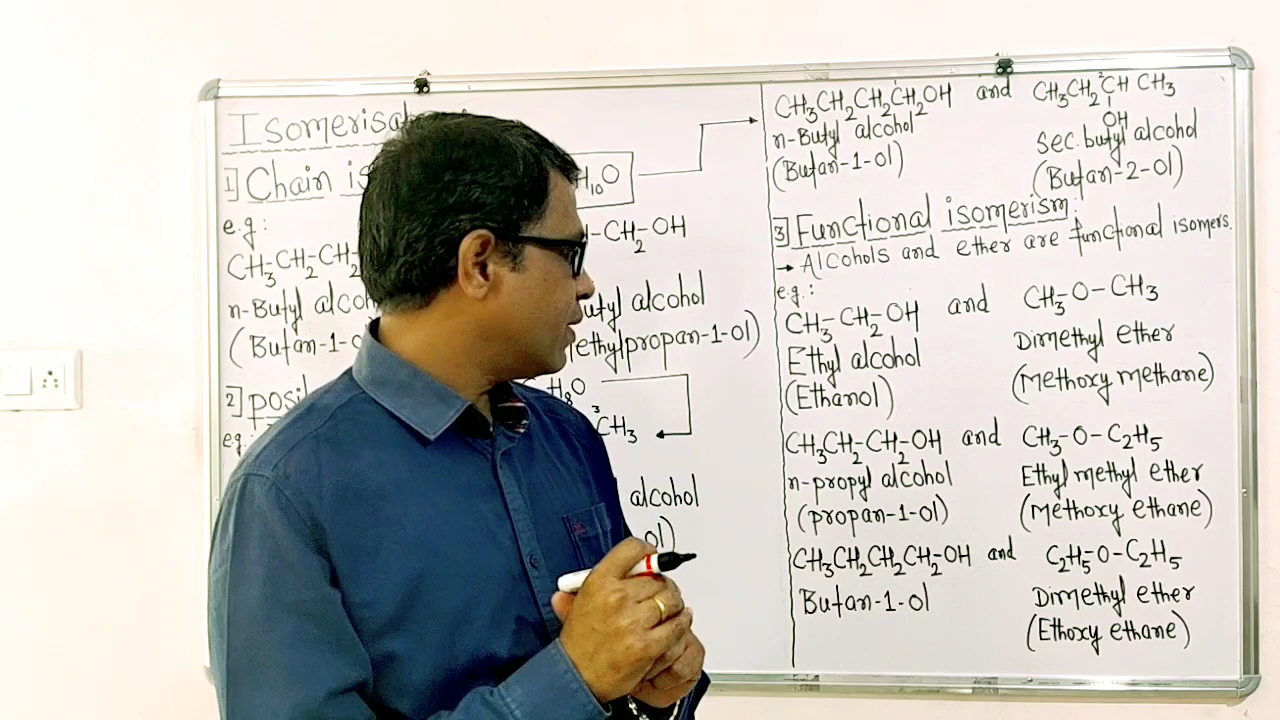 Isomerisa
1] Chain is
H₁₀O
e.g:
CH₃-CH₂-CH₂
-CH₂-OH
n-Butyl alcoh
utyl alcohol
(Butan-1-o
ethylpropan-1-ol)
2] posi
H₈O
eg:
³CH₃
alcohol
ol)
CH₃CH₂CH₂¹CH₂OH and CH₃CH₂²CH CH₃
OH
n-Butyl alcohol
Sec.butyl alcohol
(Butan-1-ol)
(Butan-2-ol)
3] Functional isomerism:
→ Alcohols and ether are functional isomers.
e.g.:
CH₃-CH₂-OH and CH₃-O-CH₃
Ethyl alcohol
Dimethyl ether
(Ethanol)
(Methoxy methane)
CH₃CH₂-CH₂-OH and CH₃-O-C₂H₅
n-propyl alcohol
Ethyl methyl ether
(propan-1-ol)
(Methoxy ethane)
CH₃CH₂CH₂CH₂-OH and C₂H₅-O-C₂H₅
Butan-1-ol
Dimethyl ether
(Ethoxy ethane)